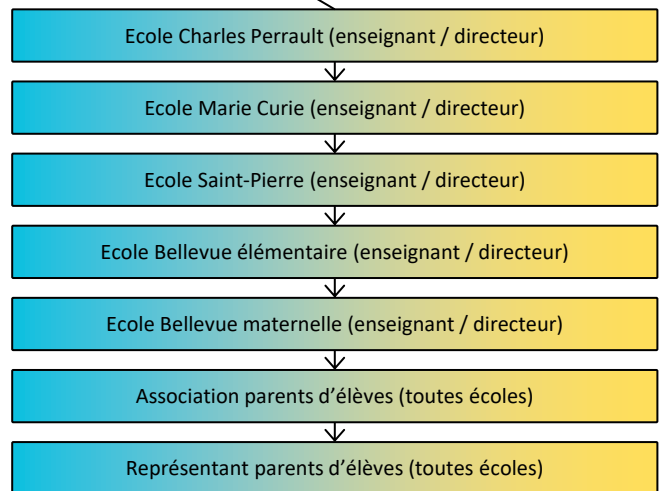 Ecole Charles Perrault (enseignant / directeur)
Ecole Marie Curie (enseignant / directeur)
Ecole Saint-Pierre (enseignant / directeur)
Ecole Bellevue élémentaire (enseignant / directeur)
Ecole Bellevue maternelle (enseignant / directeur)
Association parents d’élèves (toutes écoles)
Représentant parents d’élèves (toutes écoles)